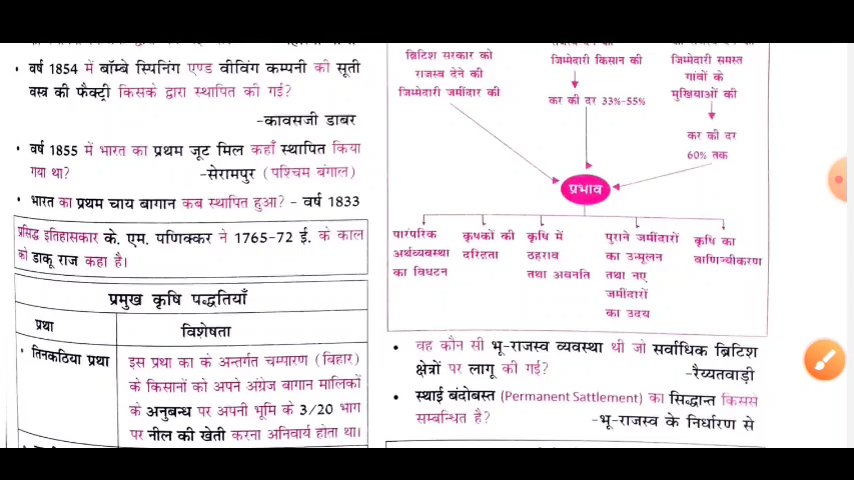 वर्ष 1854 में बॉम्बे स्पिनिंग एण्ड वीविंग कम्पनी की सूती
वस्त्र की फैक्ट्री किसके द्वारा स्थापित की गई?
-कावसजी डाबर
वर्ष 1855 में भारत का प्रथम जूट मिल कहाँ स्थापित किया
गया था? -सेरामपुर (पश्चिम बंगाल)
भारत का प्रथम चाय बागान कब स्थापित हुआ? - वर्ष 1833
प्रसिद्ध इतिहासकार के. एम. पणिक्कर ने 1765-72 ई. के काल
को डाकू राज कहा है।
प्रमुख कृषि पद्धतियाँ
प्रथा
विशेषता
तिनकठिया प्रथा
इस प्रथा का के अन्तर्गत चम्पारण (बिहार)
के किसानों को अपने अंग्रेज बागान मालिकों
के अनुबन्ध पर अपनी भूमि के 3/20 भाग
पर नील की खेती करना अनिवार्य होता था।
ब्रिटिश सरकार को
राजस्व देने की
जिम्मेदारी जमींदार की
जिम्मेदारी किसान की
कर की दर 33%-55%
जिम्मेदारी समस्त
गांवों के
मुखियाओं की
कर की दर
60% तक
प्रभाव
पारंपरिक
अर्थव्यवस्था
का विघटन
कृषकों की
दरिद्रता
कृषि में
ठहराव
तथा अवनति
पुराने जमींदारों
का उन्मूलन
तथा नए
जमींदारों
का उदय
कृषि का
वाणिज्यीकरण
वह कौन सी भू-राजस्व व्यवस्था थी जो सर्वाधिक ब्रिटिश
क्षेत्रों पर लागू की गई? -रैय्यतवाड़ी
स्थाई बंदोबस्त (Permanent Sattlement) का सिद्धान्त किससे
सम्बन्धित है? -भू-राजस्व के निर्धारण से